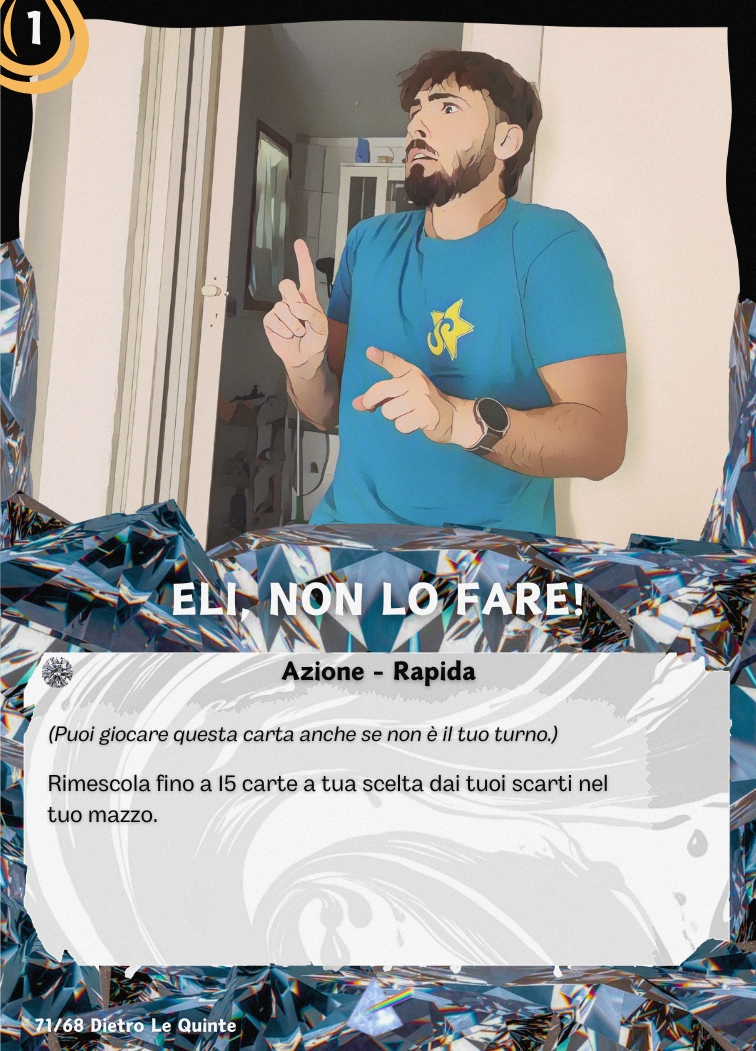 1
ELI, NON LO FARE!
Azione - Rapida
(Puoi giocare questa carta anche se non è il tuo turno.)
Rimescola fino a 15 carte a tua scelta dai tuoi scarti nel
tuo mazzo.
71/68 Dietro Le Quinte